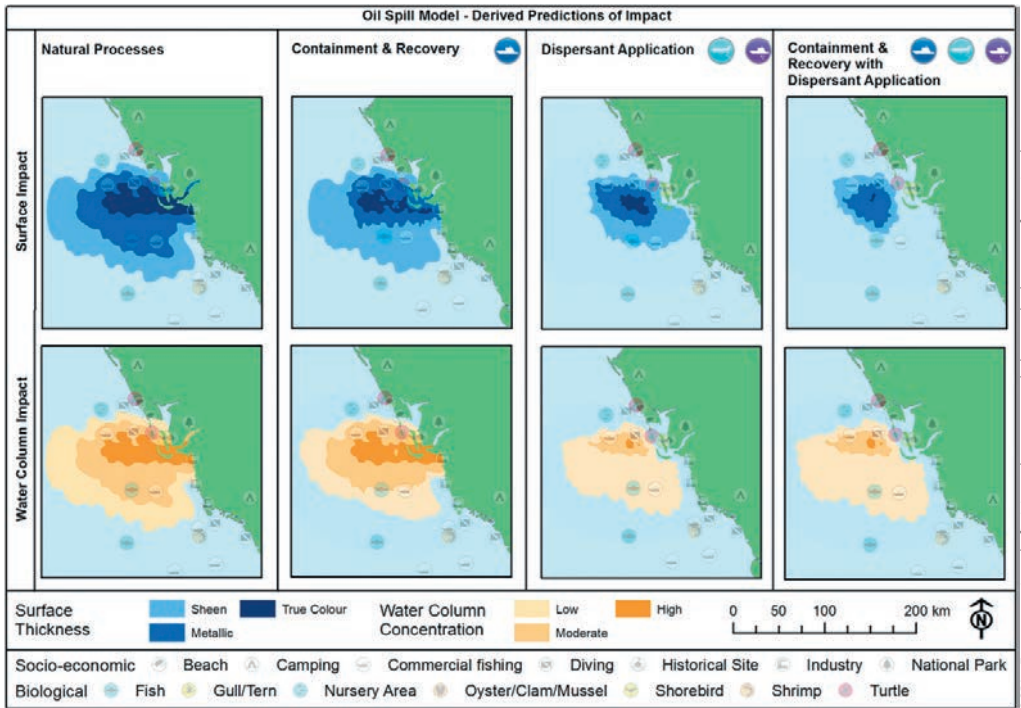 Oil Spill Model - Derived Predictions of Impact
Natural Processes
Containment & Recovery
Dispersant Application
Containment &
Recovery with
Dispersant Application
Surface Impact
Water Column Impact
Surface
Thickness
Sheen
True Colour
Metallic
Water Column
Concentration
Low
High
Moderate
0 50 100 200 km
N
Socio-economic Beach Camping Commercial fishing Diving Historical Site Industry National Park
Biological Fish Gull/Tern Nursery Area Oyster/Clam/Mussel Shorebird Shrimp Turtle